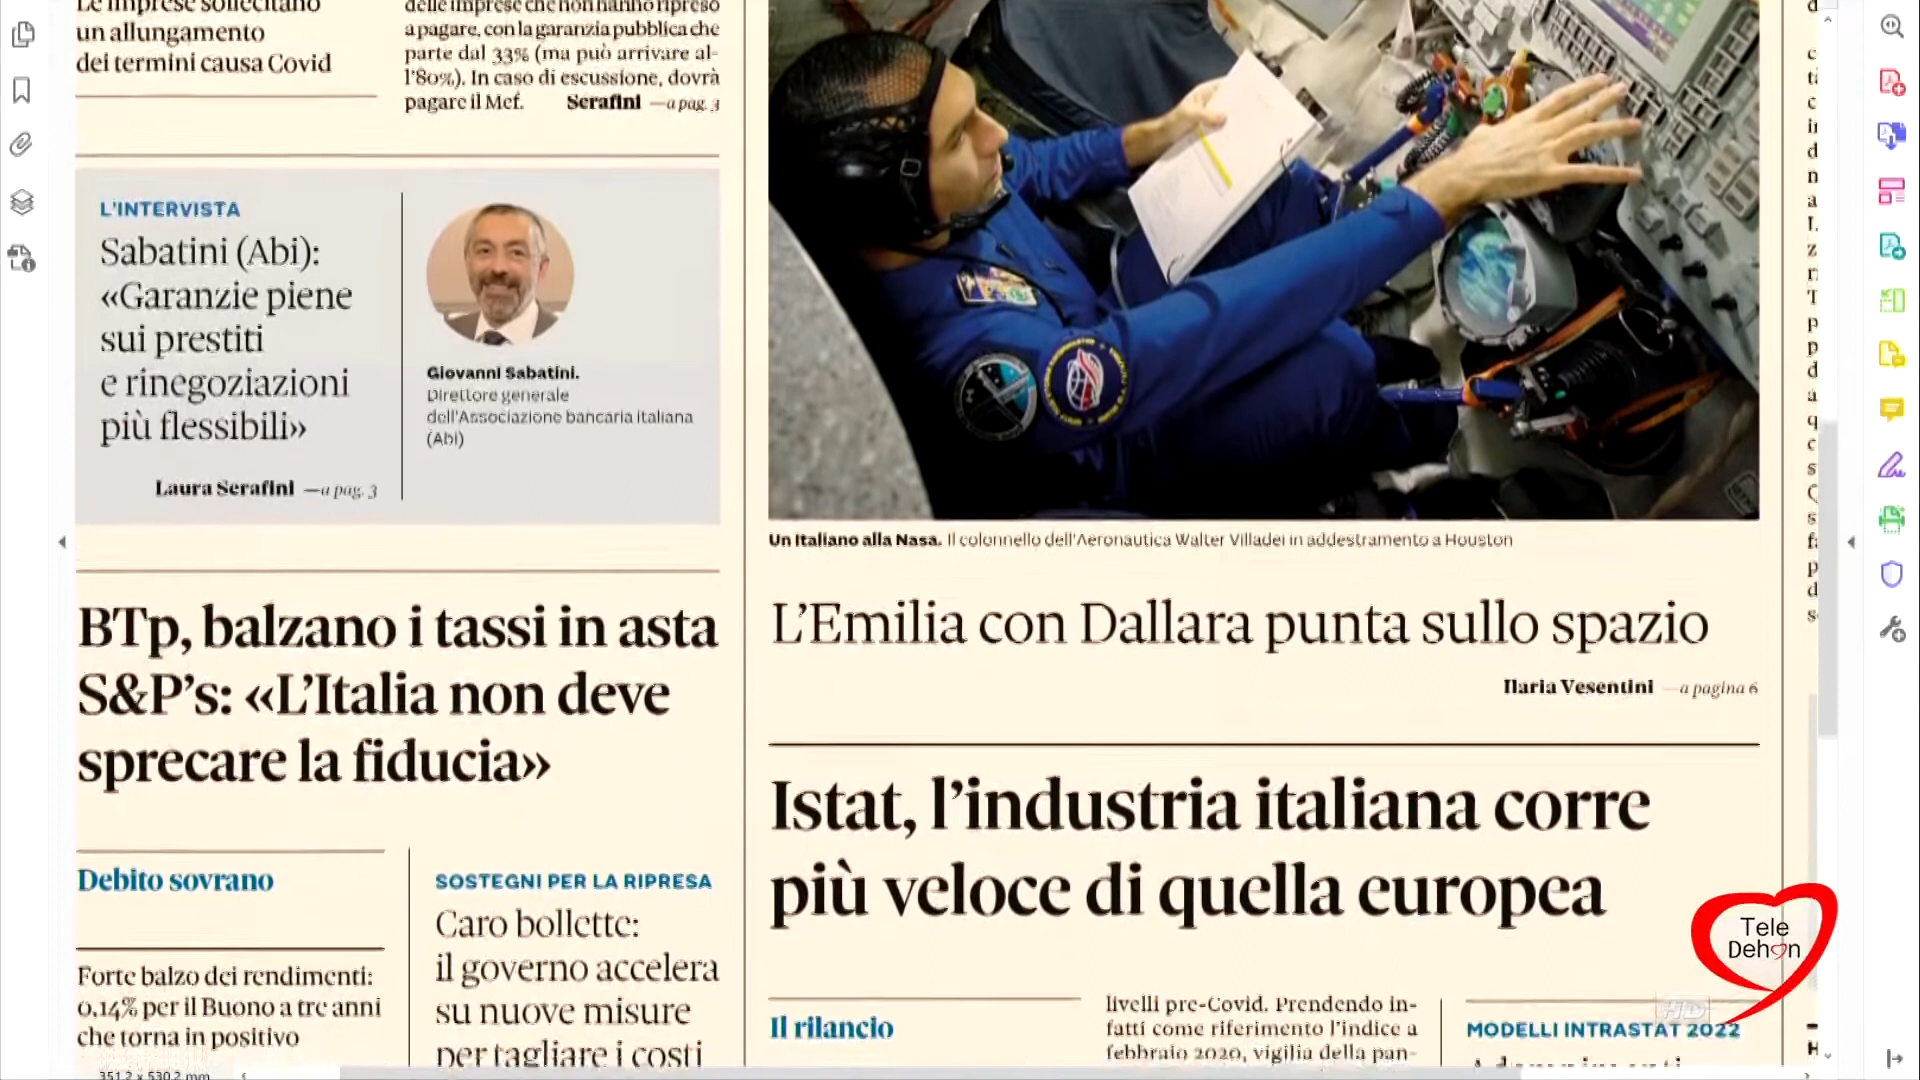 Le imprese sollecitano
un allungamento
dei termini causa Covid
delle imprese che non hanno ripreso
a pagare, con la garanzia pubblica che
parte dal 33% (ma può arrivare al-
l'80%). In caso di escussione, dovrà
pagare il Mef. Serafini —a pag. 3
L'INTERVISTA
Sabatini (Abi):
«Garanzie piene
sui prestiti
e rinegoziazioni
più flessibili»
Laura Serafini —a pag. 3
Giovanni Sabatini.
Direttore generale
dell'Associazione bancaria italiana
(Abi)
BTp, balzano i tassi in asta
S&P's: «L'Italia non deve
sprecare la fiducia»
Debito sovrano
Forte balzo dei rendimenti:
0,14% per il Buono a tre anni
che torna in positivo
SOSTEGNI PER LA RIPRESA
Caro bollette:
il governo accelera
su nuove misure
per tagliare i costi
Un Italiano alla Nasa. Il colonnello dell'Aeronautica Walter Villadei in addestramento a Houston
L'Emilia con Dallara punta sullo spazio
Ilaria Vesentini —a pagina 6
Istat, l'industria italiana corre
più veloce di quella europea
Il rilancio
livelli pre-Covid. Prendendo in-
fatti come riferimento l'indice a
febbraio 2020, vigilia della pan-
MODELLI INTRASTAT 2022
Tele
Dehon
HD
351,2 x 530,2 mm